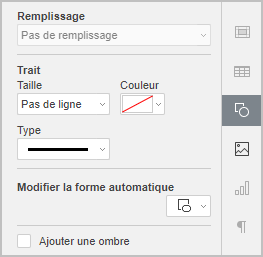 Remplissage
Pas de remplissage
Trait
Taille Couleur
Pas de ligne
Type
Modifier la forme automatique
Ajouter une ombre